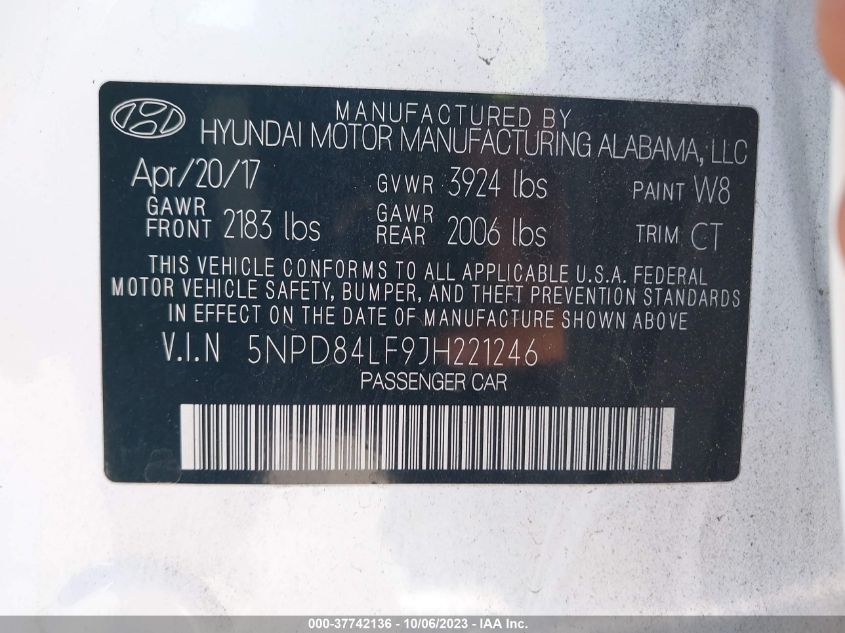 MANUFACTURED BY
HYUNDAI MOTOR MANUFACTURING ALABAMA, LLC
Apr/20/17 GVWR 3924 lbs PAINT W8
GAWR FRONT 2183 lbs GAWR REAR 2006 lbs TRIM CT
THIS VEHICLE CONFORMS TO ALL APPLICABLE U.S.A. FEDERAL
MOTOR VEHICLE SAFETY, BUMPER, AND THEFT PREVENTION STANDARDS
IN EFFECT ON THE DATE OF MANUFACTURE SHOWN ABOVE
V.I.N 5NPD84LF9JH221246
PASSENGER CAR
000-37742136 - 10/06/2023 - IAA Inc.